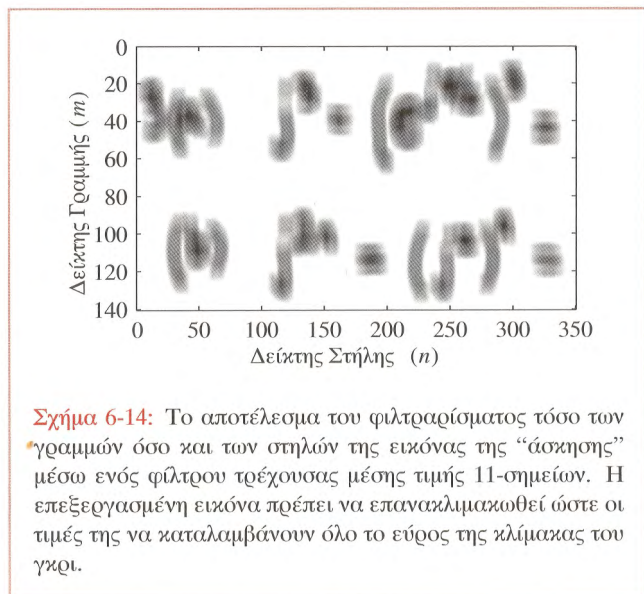 0
20
40
60
80
100
120
140
Δείκτης Γραμμής (m)
0 50 100 150 200 250 300 350
Δείκτης Στήλης (n)
Σχήμα 6-14: Το αποτέλεσμα του φιλτραρίσματος τόσο των
γραμμών όσο και των στηλών της εικόνας της “άσκησης”
μέσω ενός φίλτρου τρέχουσας μέσης τιμής 11-σημείων. Η
επεξεργασμένη εικόνα πρέπει να επανακλιμακωθεί ώστε οι
τιμές της να καταλαμβάνουν όλο το εύρος της κλίμακας του
γκρι.